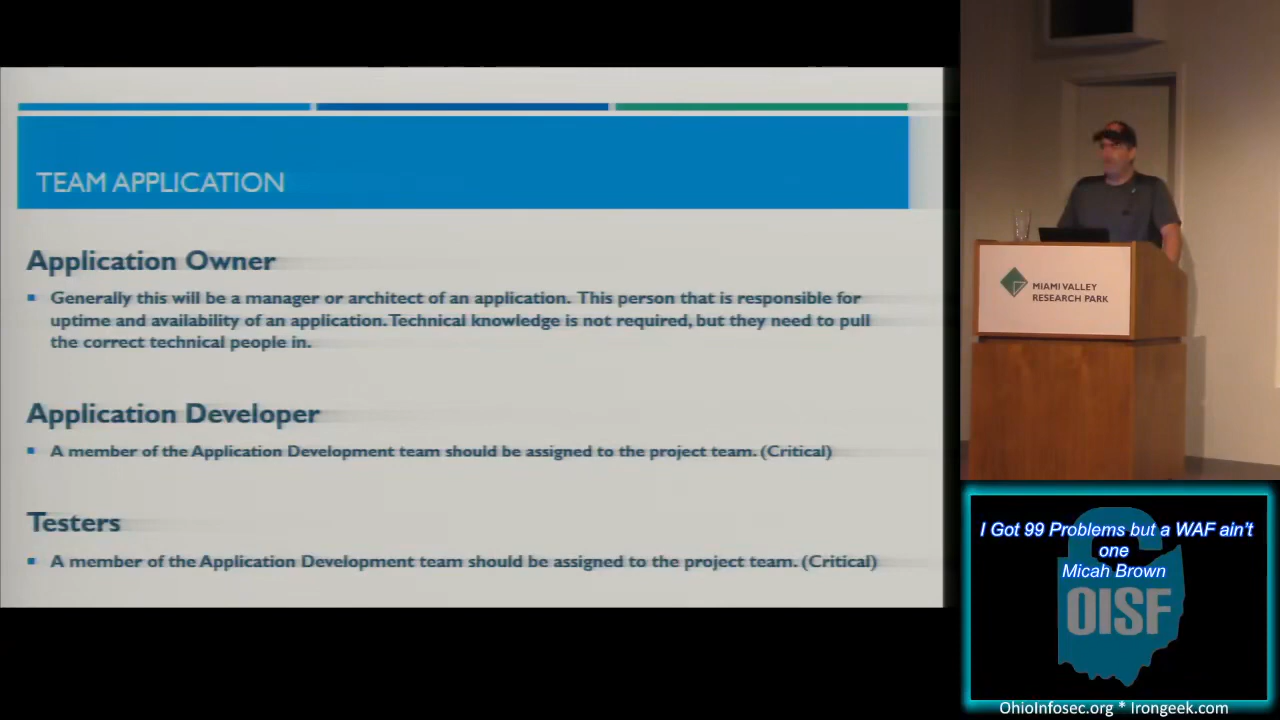 TEAM APPLICATION
Application Owner
Generally this will be a manager or architect of an application. This person that is responsible for
uptime and availability of an application. Technical knowledge is not required, but they need to pull
the correct technical people in.
Application Developer
A member of the Application Development team should be assigned to the project team. (Critical)
Testers
A member of the Application Development team should be assigned to the project team. (Critical)
MIAMI VALLEY
RESEARCH PARK
I Got 99 Problems but a WAF ain't
one
Micah Brown
OISF
OhioInfosec.org * Irongeek.com